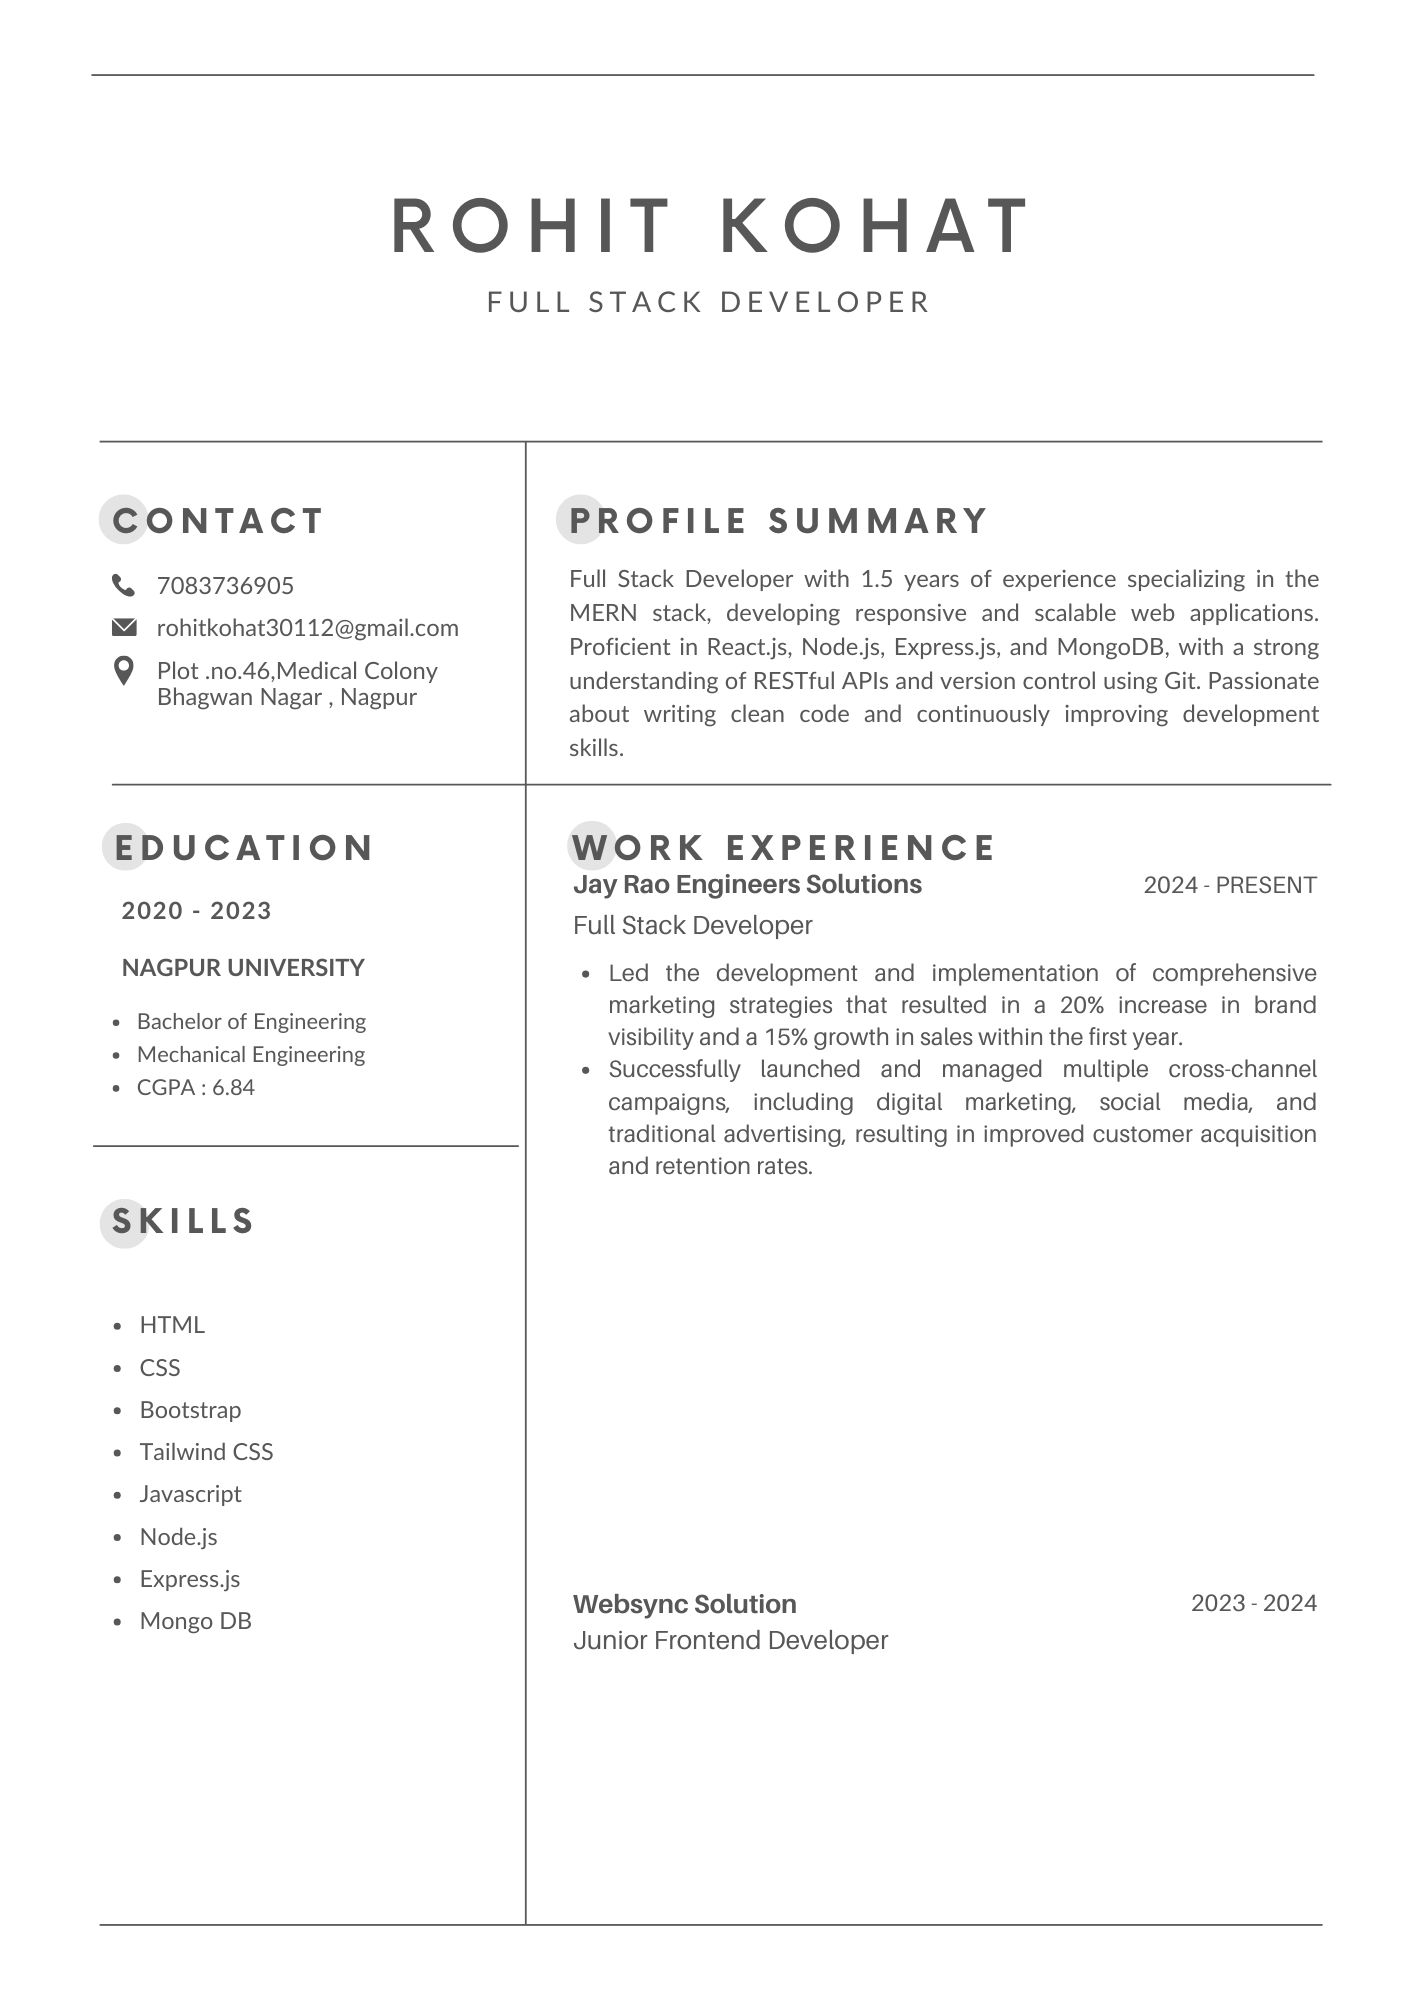 ROHIT KOHAT
FULL STACK DEVELOPER
CONTACT
7083736905
rohitkohat30112@gmail.com
Plot .no.46,Medical Colony
Bhagwan Nagar , Nagpur
PROFILE SUMMARY
Full Stack Developer with 1.5 years of experience specializing in the
MERN stack, developing responsive and scalable web applications.
Proficient in React.js, Node.js, Express.js, and MongoDB, with a strong
understanding of RESTful APIs and version control using Git. Passionate
about writing clean code and continuously improving development
skills.
EDUCATION
2020 - 2023
NAGPUR UNIVERSITY
• Bachelor of Engineering
• Mechanical Engineering
• CGPA : 6.84
SKILLS
• HTML
• CSS
• Bootstrap
• Tailwind CSS
• Javascript
• Node.js
• Express.js
• Mongo DB
WORK EXPERIENCE
Jay Rao Engineers Solutions 2024 - PRESENT
Full Stack Developer
• Led the development and implementation of comprehensive
marketing strategies that resulted in a 20% increase in brand
visibility and a 15% growth in sales within the first year.
• Successfully launched and managed multiple cross-channel
campaigns, including digital marketing, social media, and
traditional advertising, resulting in improved customer acquisition
and retention rates.
Websync Solution 2023 - 2024
Junior Frontend Developer